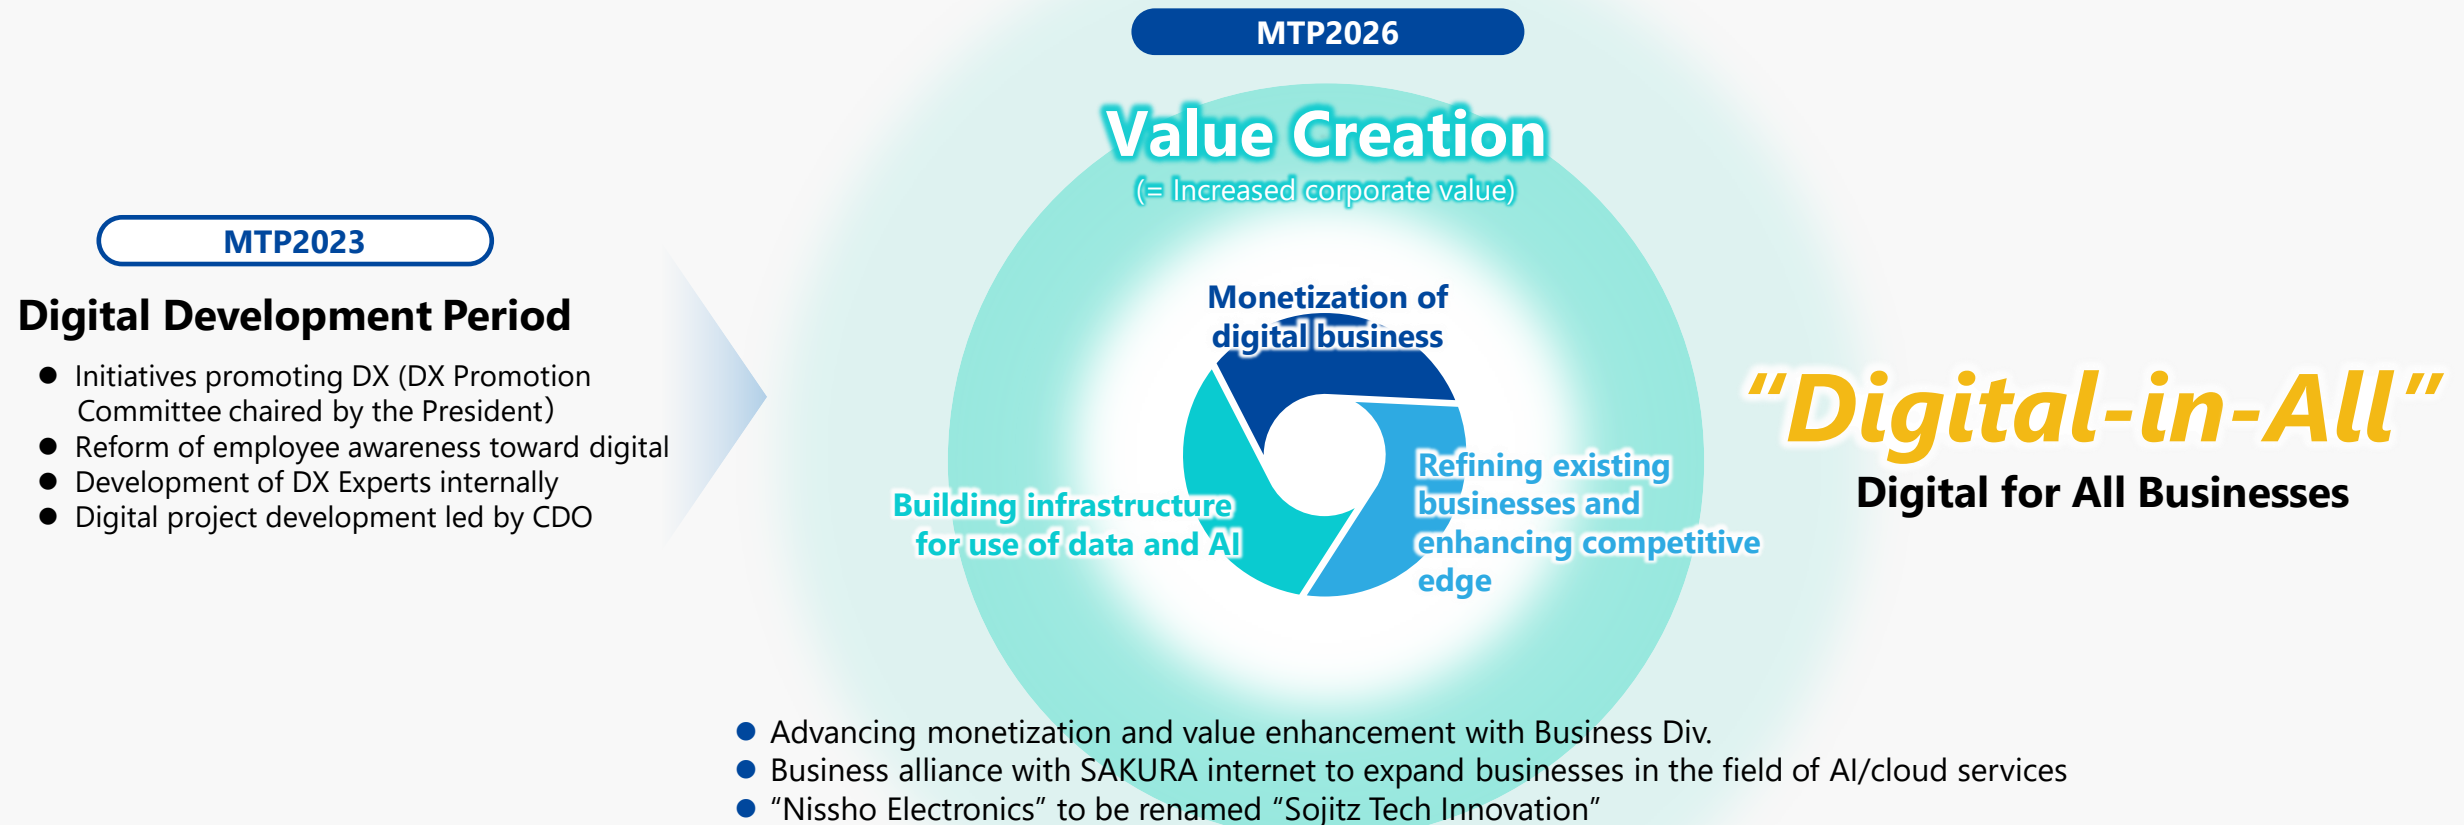 MTP2023
Digital Development Period
● Initiatives promoting DX (DX Promotion
Committee chaired by the President）
● Reform of employee awareness toward digital
● Development of DX Experts internally
● Digital project development led by CDO
MTP2026
Value Creation
(= Increased corporate value)
Monetization of
digital business
Building infrastructure
for use of data and AI
Refining existing
businesses and
enhancing competitive
edge
● Advancing monetization and value enhancement with Business Div.
● Business alliance with SAKURA internet to expand businesses in the field of AI/cloud services
● “Nissho Electronics” to be renamed “Sojitz Tech Innovation”
“Digital-in-All”
Digital for All Businesses